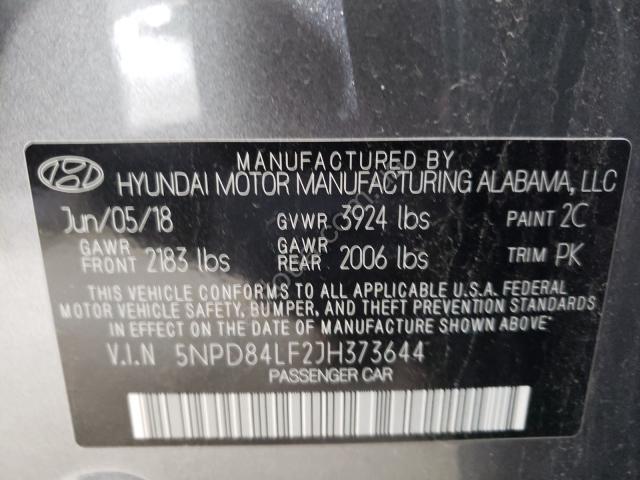 MANUFACTURED BY
HYUNDAI MOTOR MANUFACTURING ALABAMA, LLC
Jun/05/18 GVWR 3924 lbs PAINT 2C
GAWR FRONT 2183 lbs GAWR REAR 2006 lbs TRIM PK
THIS VEHICLE CONFORMS TO ALL APPLICABLE U.S.A. FEDERAL
MOTOR VEHICLE SAFETY, BUMPER, AND THEFT PREVENTION STANDARDS
IN EFFECT ON THE DATE OF MANUFACTURE SHOWN ABOVE.
V.I.N 5NPD84LF2JH373644
PASSENGER CAR